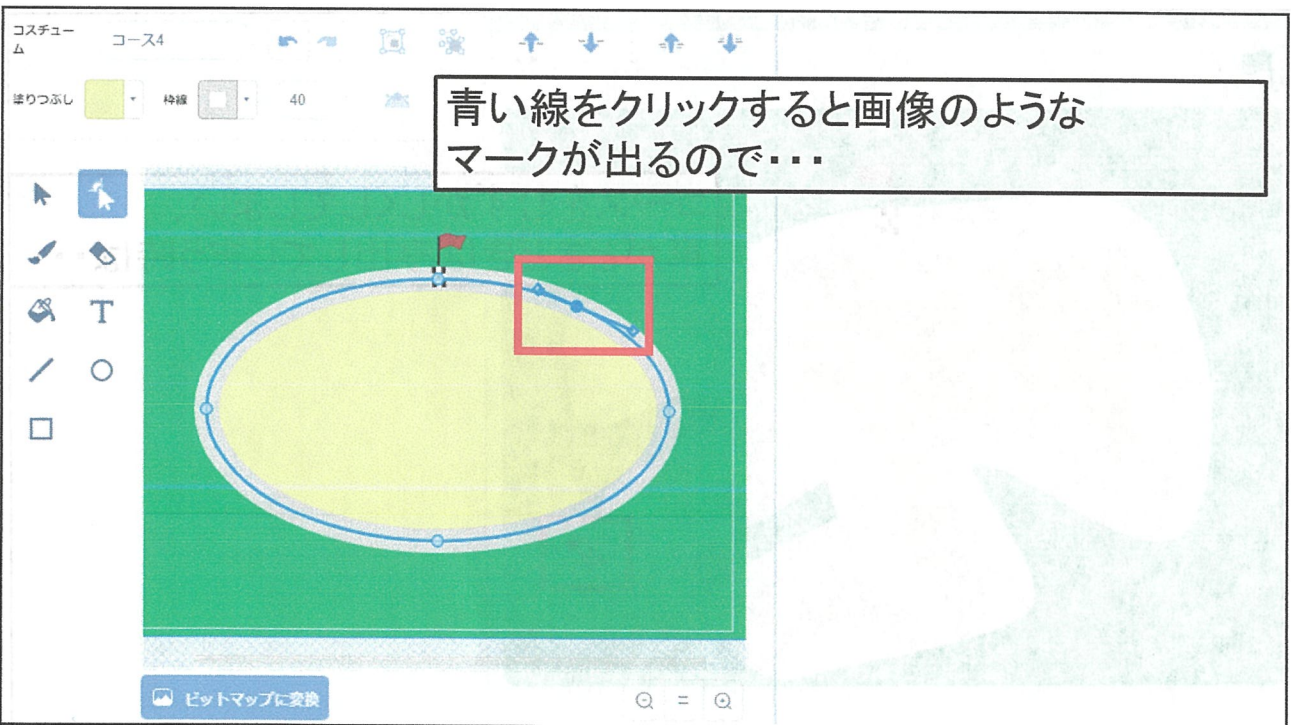 コスチュー
ム
コース4
塗りつぶし
枠線
40
青い線をクリックすると画像のような
マークが出るので・・・
T
ビットマップに変換